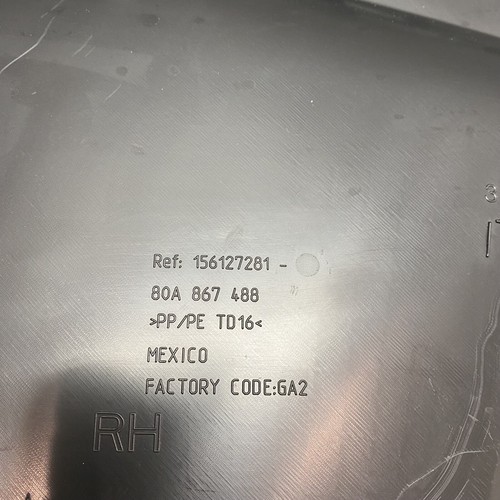 Ref: 156127281 -
80A 867 488
>PP/PE TD16<
MEXICO
FACTORY CODE:GA2
RH